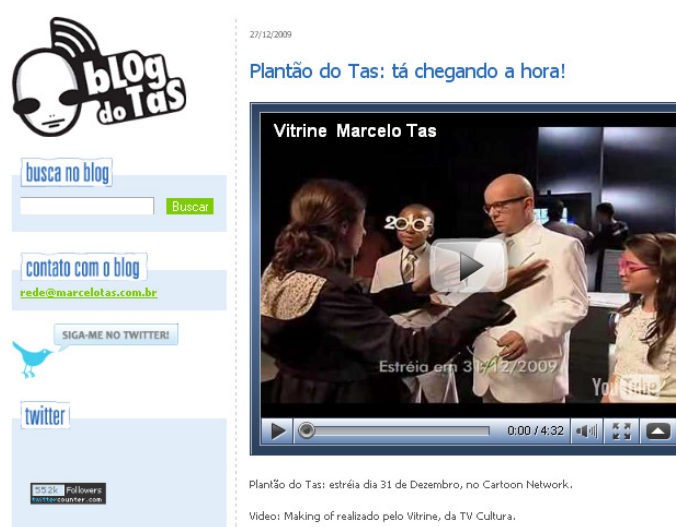 blog
do Tas
busca no blog
Buscar
contato com o blog
rede@marcelotas.com.br
SIGA-ME NO TWITTER!
twitter
552k Followers
twittercounter.com
27/12/2009
Plantão do Tas: tá chegando a hora!
Vitrine Marcelo Tas
2010
Estréia em 31/12/2009
YouTube
0:00 / 4:32
Plantão do Tas: estréia dia 31 de Dezembro, no Cartoon Network.
Video: Making of realizado pelo Vitrine, da TV Cultura.